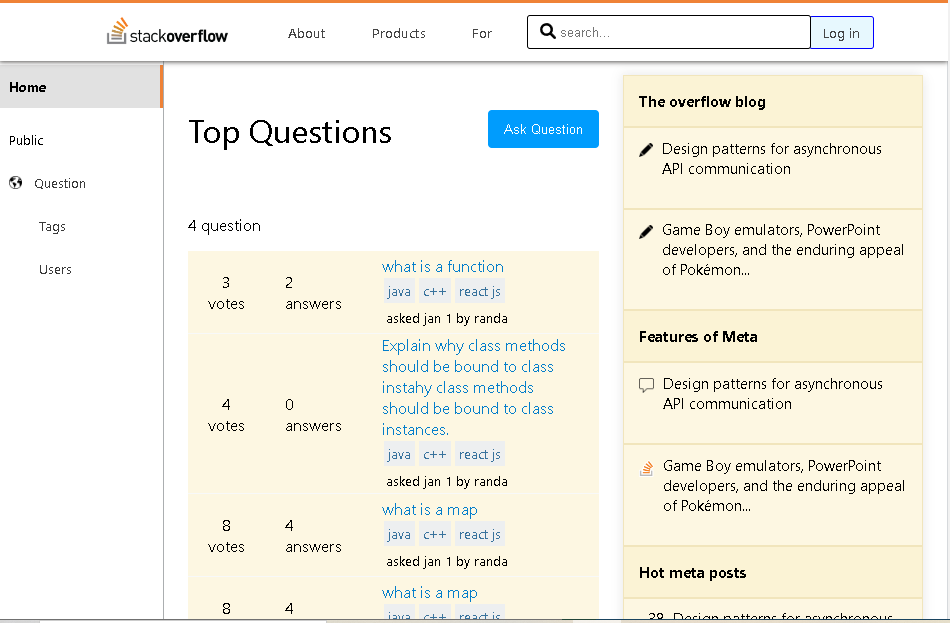 stackoverflow
About
Products
For
search...
Log in
Home
Public
Question
Tags
Users
Top Questions
Ask Question
4 question
3
votes
2
answers
what is a function
java c++ react js
asked jan 1 by randa
4
votes
0
answers
Explain why class methods
should be bound to class
instahy class methods
should be bound to class
instances.
java c++ react js
asked jan 1 by randa
8
votes
4
answers
what is a map
java c++ react js
asked jan 1 by randa
8
4
what is a map
java c++ react js
The overflow blog
Design patterns for asynchronous
API communication
Game Boy emulators, PowerPoint
developers, and the enduring appeal
of Pokémon...
Features of Meta
Design patterns for asynchronous
API communication
Game Boy emulators, PowerPoint
developers, and the enduring appeal
of Pokémon...
Hot meta posts
38 Design patterns for asynchronous